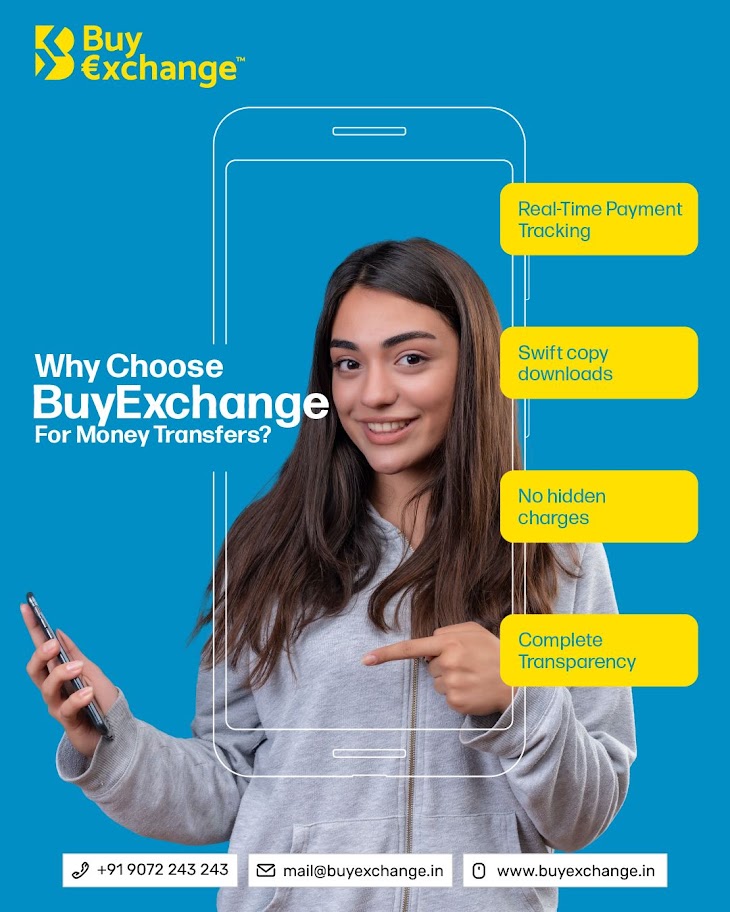 Buy
€xchange™
Real-Time Payment
Tracking
Swift copy
downloads
Why Choose
BuyExchange
For Money Transfers?
No hidden
charges
Complete
Transparency
+91 9072 243 243
mail@buyexchange.in
www.buyexchange.in